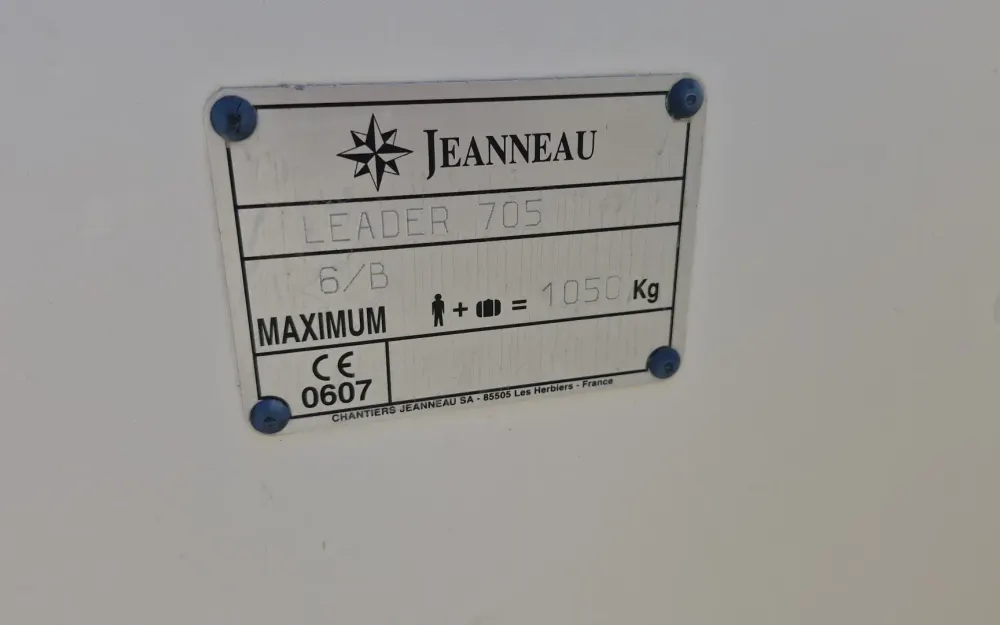 JEANNEAU
LEADER 705
6/B
MAXIMUM + = 1050 Kg
CE
0607
CHANTIERS JEANNEAU SA - 85505 Les Herbiers - France